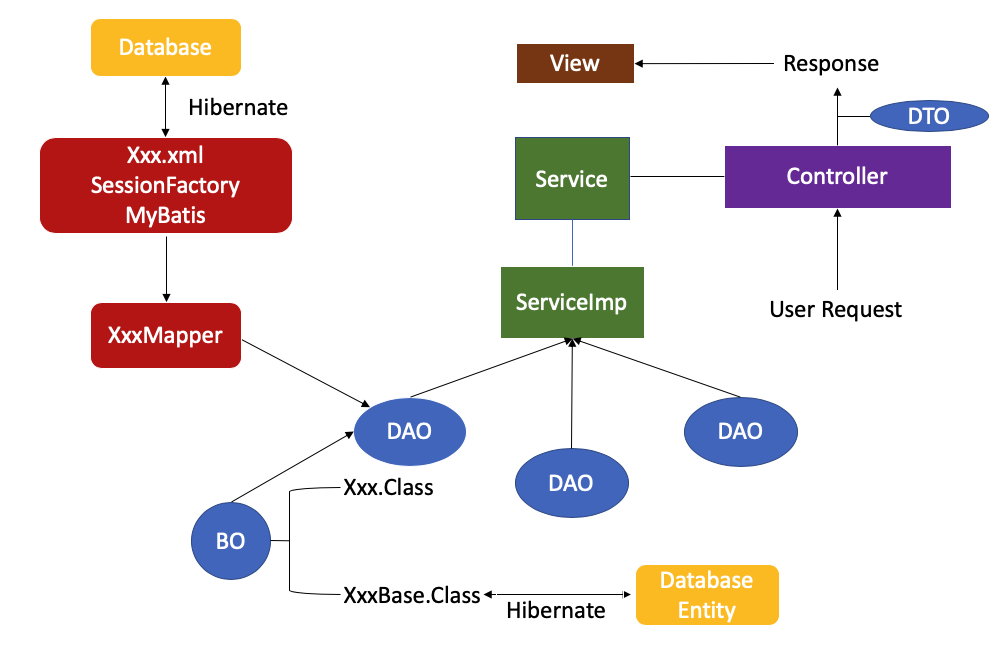 Database
View
Response
Hibernate
DTO
Xxx.xml
SessionFactory
MyBatis
Service
Controller
ServiceImp
User Request
XxxMapper
DAO
DAO
DAO
Xxx.Class
BO
XxxBase.Class
Hibernate
Database
Entity